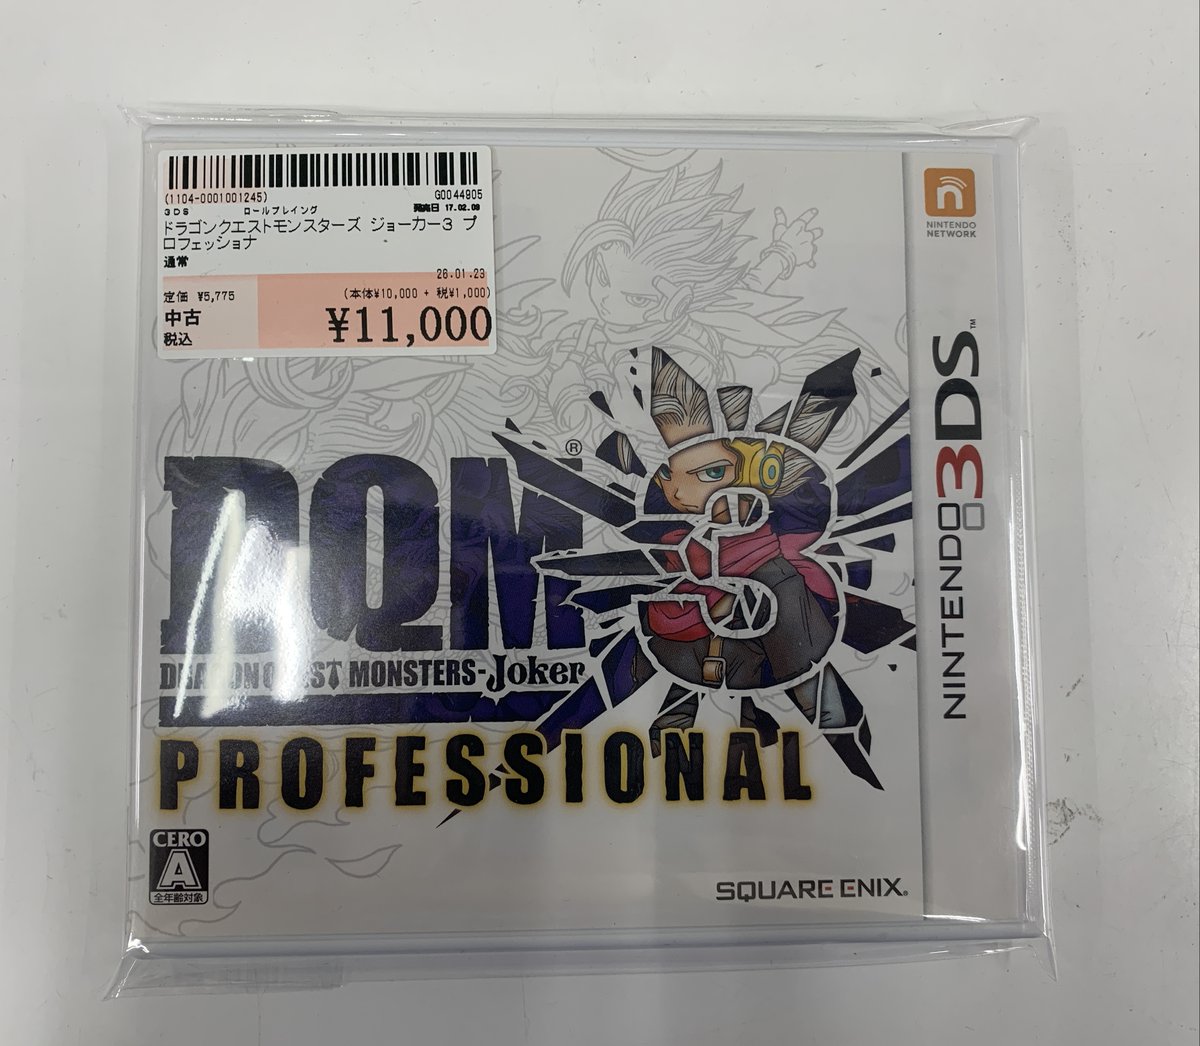 (1104-0001001245)
G0044805
3DS ロールプレイング 発売日 17.02.09
ドラゴンクエストモンスターズ ジョーカー3 プ
ロフェッショナ
通常
26.01.23
定価 ¥5,775 (本体¥10,000 + 税¥1,000)
中古
税込
¥11,000
NINTENDO
NETWORK
NINTENDO 3DS™
DQM®
3
DRAGON QUEST MONSTERS-Joker
PROFESSIONAL
CERO
A
全年齢対象
SQUARE ENIX®